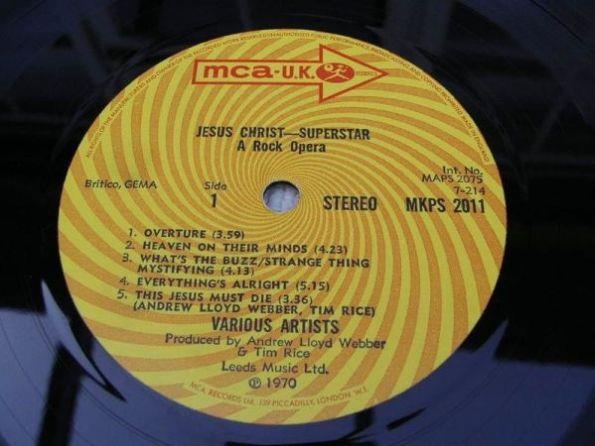 mca-U.K. RECORDS
JESUS CHRIST—SUPERSTAR
A Rock Opera
Britico, GEMA
Side
1
STEREO
Int. No.
MAPS 2075
7-214
MKPS 2011
1. OVERTURE (3.59)
2. HEAVEN ON THEIR MINDS (4.23)
3. WHAT'S THE BUZZ/STRANGE THING
MYSTIFYING (4.13)
4. EVERYTHING'S ALRIGHT (5.15)
5. THIS JESUS MUST DIE (3.36)
(ANDREW LLOYD WEBBER, TIM RICE)
VARIOUS ARTISTS
Produced by Andrew Lloyd Webber
& Tim Rice
Leeds Music Ltd.
℗ 1970
MCA RECORDS LTD. 139 PICCADILLY, LONDON, W.1.